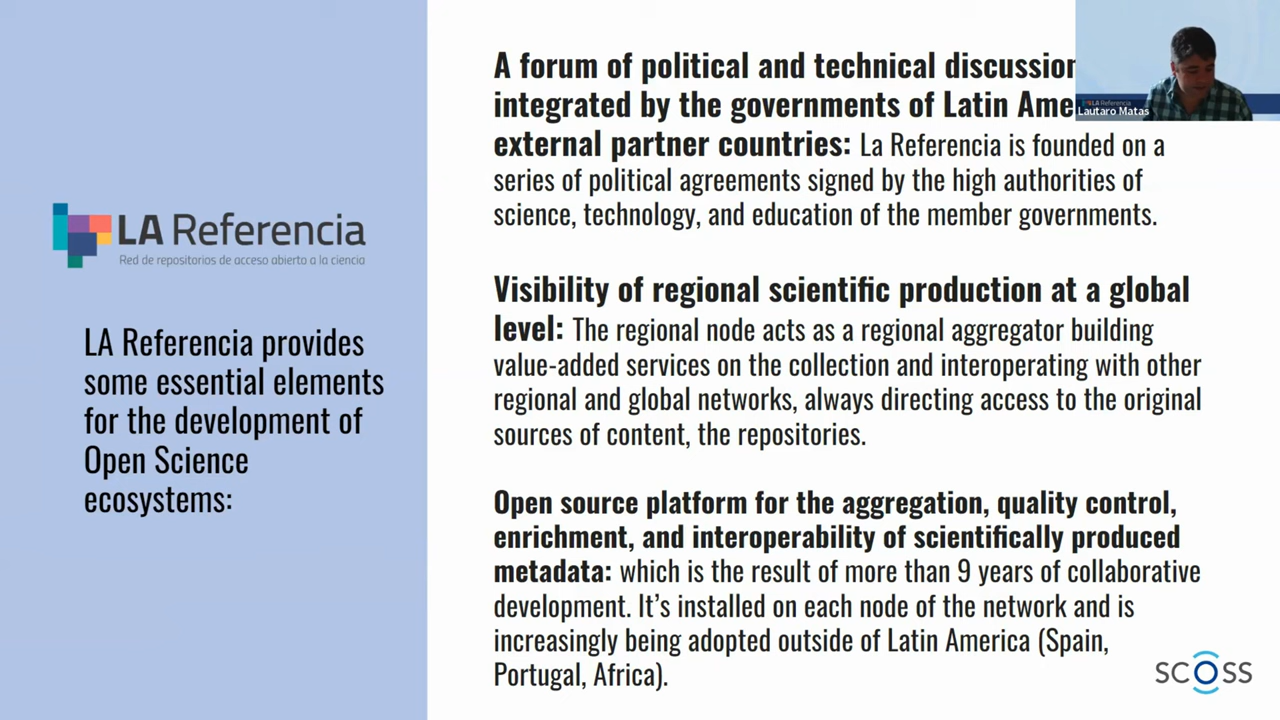 A forum of political and technical discussion
integrated by the governments of Latin Ame
external partner countries: La Referencia is founded on a
series of political agreements signed by the high authorities of
science, technology, and education of the member governments.
LA Referencia
Lautaro Matas
LA Referencia
Red de repositorios de acceso abierto a la ciencia
LA Referencia provides
some essential elements
for the development of
Open Science
ecosystems:
Visibility of regional scientific production at a global
level: The regional node acts as a regional aggregator building
value-added services on the collection and interoperating with other
regional and global networks, always directing access to the original
sources of content, the repositories.
Open source platform for the aggregation, quality control,
enrichment, and interoperability of scientifically produced
metadata: which is the result of more than 9 years of collaborative
development. It’s installed on each node of the network and is
increasingly being adopted outside of Latin America (Spain,
Portugal, Africa).
SCOSS